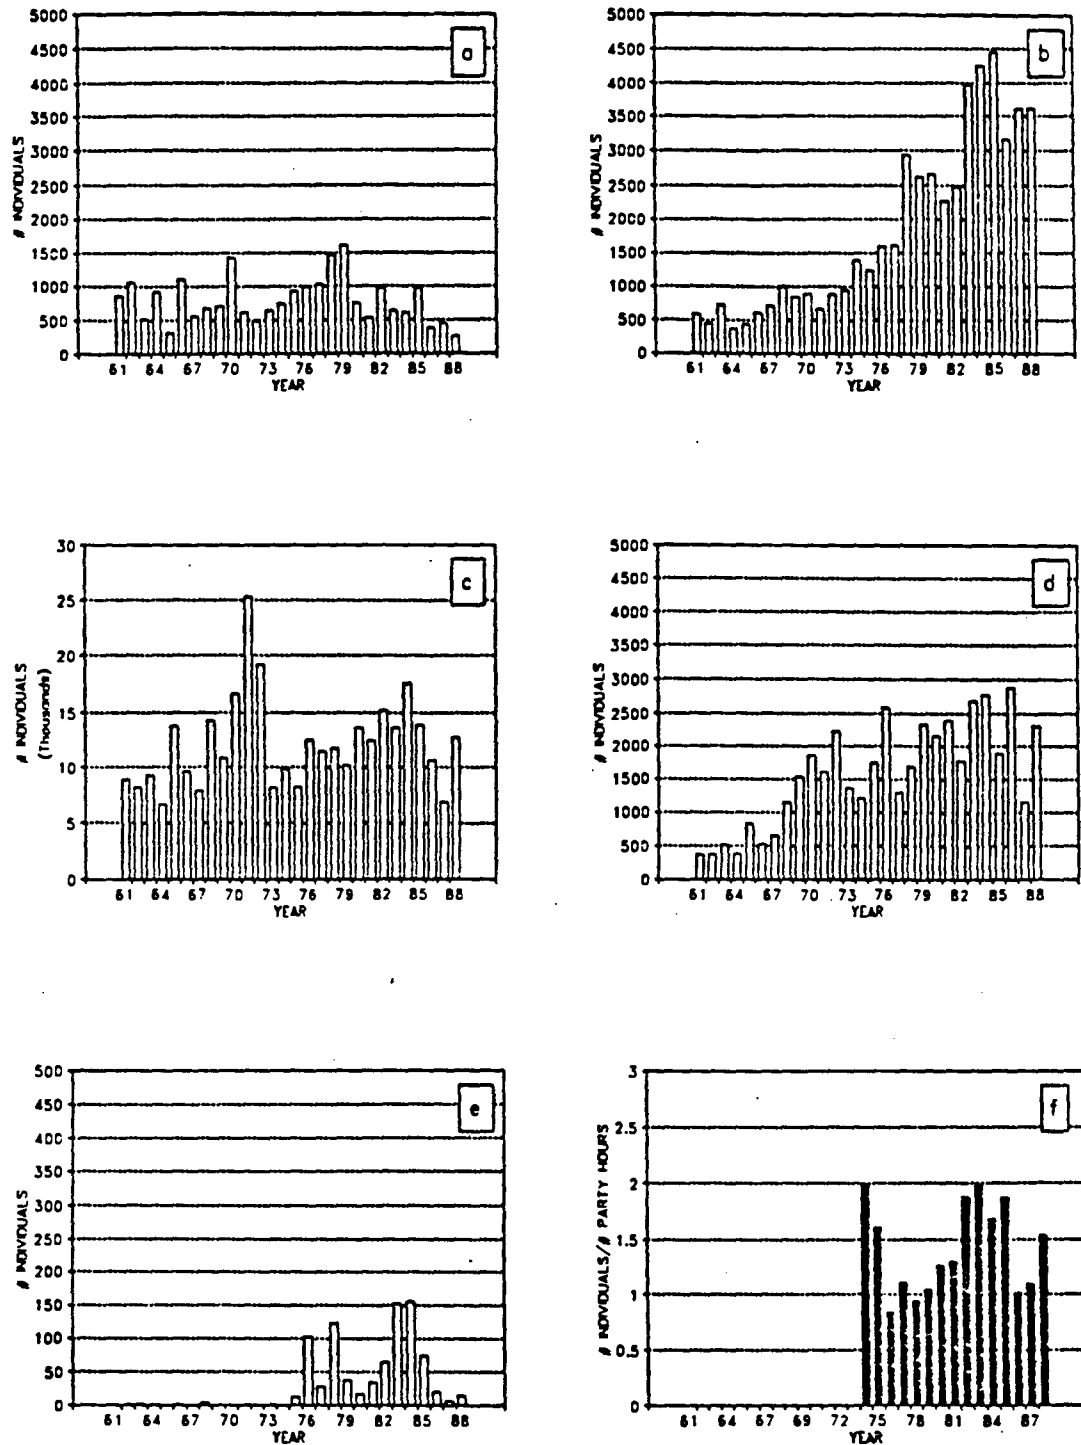 a
5000
4500
4000
3500
3000
2500
2000
1500
1000
500
0
# INDIVIDUALS
61 64 67 70 73 76 79 82 85 88
YEAR
b
5000
4500
4000
3500
3000
2500
2000
1500
1000
500
0
# INDIVIDUALS
61 64 67 70 73 76 79 82 85 88
YEAR
c
30
25
20
15
10
5
0
# INDIVIDUALS
(Thousands)
61 64 67 70 73 76 79 82 85 88
YEAR
d
5000
4500
4000
3500
3000
2500
2000
1500
1000
500
0
# INDIVIDUALS
61 64 67 70 73 76 79 82 85 88
YEAR
e
500
450
400
350
300
250
200
150
100
50
0
# INDIVIDUALS
61 64 67 70 73 76 79 82 85 88
YEAR
f
3
2.5
2
1.5
1
0.5
0
# INDIVIDUALS/# PARTY HOURS
61 62 67 69 72 75 78 81 84 87
YEAR